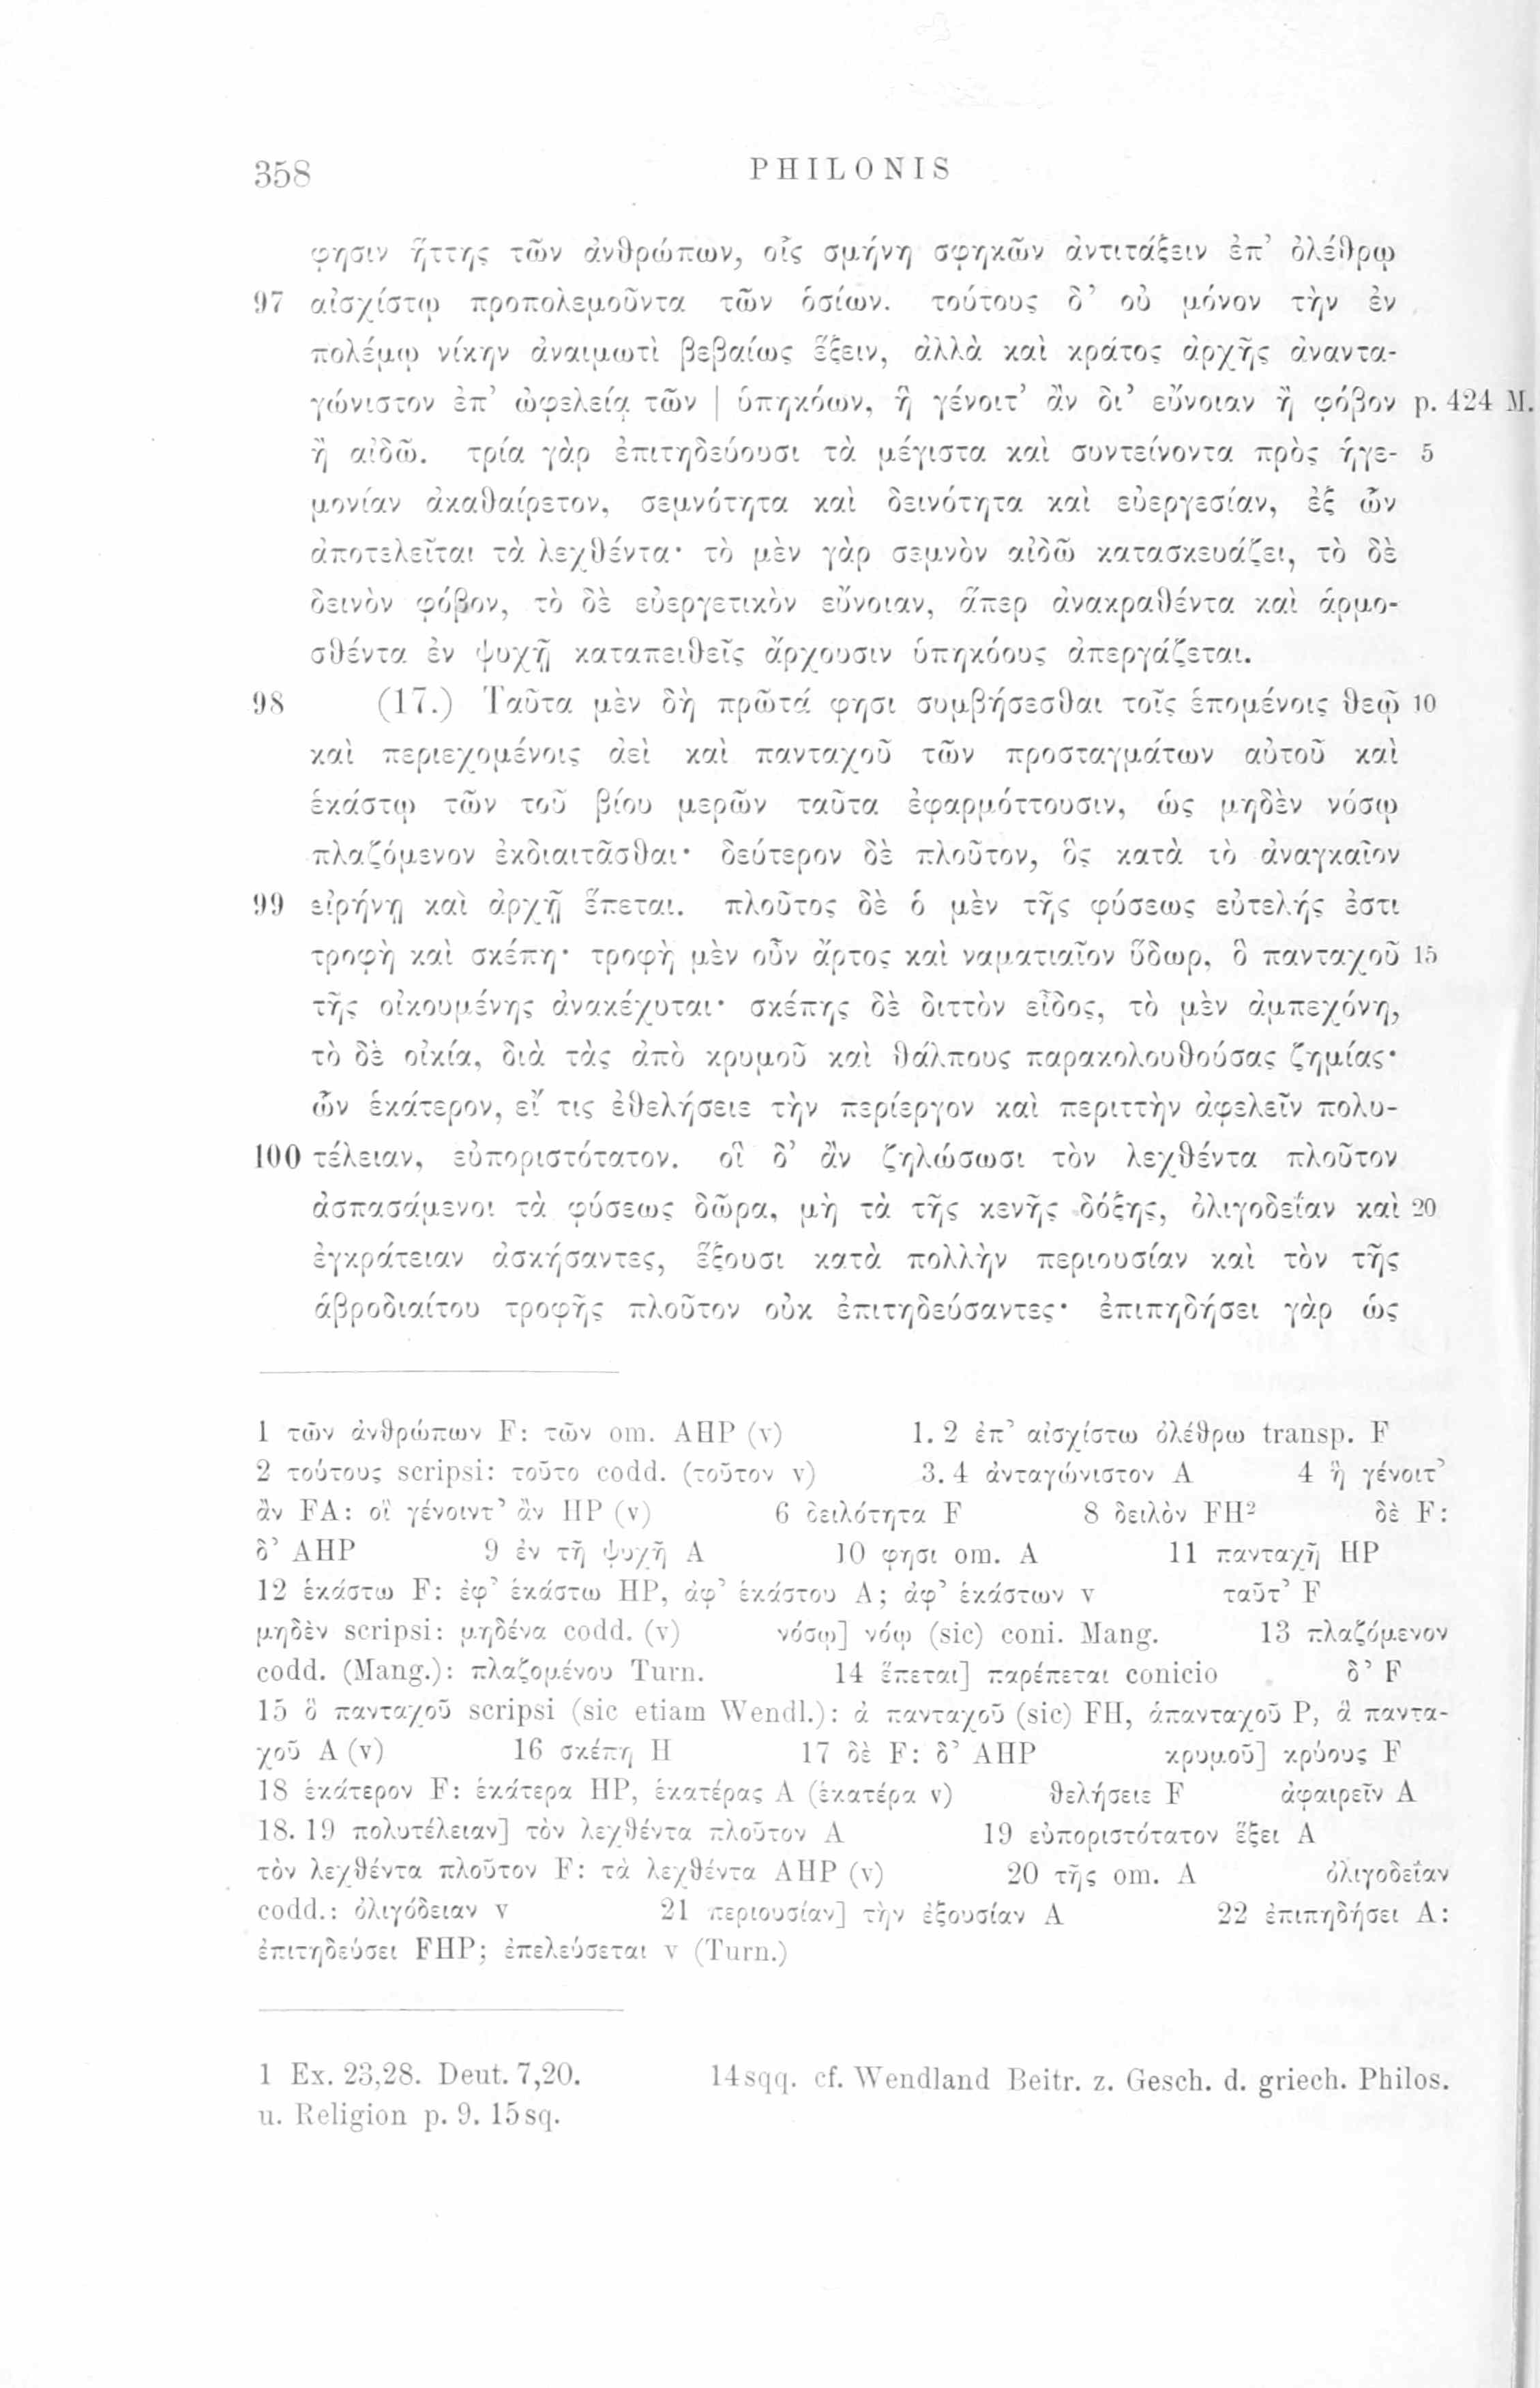 358 PHILONIS
φησιν ἥττης τῶν ἀνθρώπων, οἷς σμήνη σφηκῶν ἀντιτάξειν ἐπ’ ὀλέθρῳ
97 αἰσχίστῳ προπολεμοῦντα τῶν ὁσίων. τούτους δ’ οὐ μόνον τὴν ἐν
πολέμῳ νίκην ἀναιμωτὶ βεβαίως ἕξειν, ἀλλὰ καὶ κράτος ἀρχῆς ἀνανταγ-
γώνιστον ἐπ’ ὠφελείᾳ τῶν | ὑπηκόων, ἣ γένοιτ’ ἂν δι’ εὔνοιαν ἢ φόβον p. 424 M.
ἢ αἰδῶ. τρία γὰρ ἐπιτηδεύουσι τὰ μέγιστα καὶ συντείνοντα πρὸς ἡγε- 5
μονίαν ἀκαθαίρετον, σεμνότητα καὶ δεινότητα καὶ εὐεργεσίαν, ἐξ ὧν
ἀποτελεῖται τὰ λεχθέντα· τὸ μὲν γὰρ σεμνὸν αἰδῶ κατασκευάζει, τὸ δὲ
δεινὸν φόβον, τὸ δὲ εὐεργετικὸν εὔνοιαν, ἅπερ ἀνακραθέντα καὶ ἁρμο-
σθέντα ἐν ψυχῇ καταπειθεῖς ἄρχουσιν ὑπηκόους ἀπεργάζεται.
98 (17.) Ταῦτα μὲν δὴ πρῶτά φησι συμβήσεσθαι τοῖς ἑπομένοις θεῷ 10
καὶ περιεχομένοις ἀεὶ καὶ πανταχοῦ τῶν προσταγμάτων αὐτοῦ καὶ
ἑκάστῳ τῶν τοῦ βίου μερῶν ταῦτα ἐφαρμόττουσιν, ὡς μηδὲν νόσῳ
πλαζόμενον ἐκδιαιτᾶσθαι· δεύτερον δὲ πλοῦτον, ὃς κατὰ τὸ ἀναγκαῖον
99 εἰρήνῃ καὶ ἀρχῇ ἕπεται. πλοῦτος δὲ ὁ μὲν τῆς φύσεως εὐτελής ἐστι
τροφὴ καὶ σκέπη· τροφὴ μὲν οὖν ἄρτος καὶ ναματιαῖον ὕδωρ, ὃ πανταχοῦ 15
τῆς οἰκουμένης ἀνακέχυται· σκέπης δὲ διττὸν εἶδος, τὸ μὲν ἀμπεχόνη,
τὸ δὲ οἰκία, διὰ τὰς ἀπὸ κρυμοῦ καὶ θάλπους παρακολουθούσας ζημίας·
ὧν ἑκάτερον, εἴ τις ἐθελήσειε τὴν περίεργον καὶ περιττὴν ἀφελεῖν πολυ-
100 τέλειαν, εὐποριστότατον. οἳ δ’ ἂν ζηλώσωσι τὸν λεχθέντα πλοῦτον
ἀσπασάμενοι τὰ φύσεως δῶρα, μὴ τὰ τῆς κενῆς δόξης, ὀλιγοδεΐαν καὶ 20
ἐγκράτειαν ἀσκήσαντες, ἕξουσι κατὰ πολλὴν περιουσίαν καὶ τὸν τῆς
ἁβροδιαίτου τροφῆς πλοῦτον οὐκ ἐπιτηδεύσαντες· ἐπιπηδήσει γὰρ ὡς
1 τῶν ἀνθρώπων F: τῶν om. AHP (v) 1. 2 ἐπ’ αἰσχίστω ὀλέθρω transp. F
2 τούτους scripsi: τοῦτο codd. (τοῦτον v) 3. 4 ἀνταγώνιστον A 4 ἣ γένοιτ’
ἂν FA: οἳ γένοιντ’ ἂν HP (v) 6 δειλότητα F 8 δειλὸν FH² δὲ F:
δ’ AHP 9 ἐν τῆ ψυχῆ A 10 φησι om. A 11 πανταχῆ HP
12 ἑκάστω F: ἐφ’ ἑκάστω HP, ἀφ’ ἑκάστου A; ἀφ’ ἑκάστων v ταῦτ’ F
μηδὲν scripsi: μηδένα codd. (v) νόσῳ] νόῳ (sic) coni. Mang. 13 πλαζόμενον
codd. (Mang.): πλαζομένου Turn. 14 ἕπεται] παρέπεται conicio δ’ F
15 ὃ πανταχοῦ scripsi (sic etiam Wendl.): ἁ πανταχοῦ (sic) FH, ἁπανταχοῦ P, ἃ παντα-
χοῦ A (v) 16 σκέπη H 17 δὲ F: δ’ AHP κρυμοῦ] κρύους F
18 ἑκάτερον F: ἑκάτερα HP, ἑκατέρας A (ἑκατέρα v) θελήσειε F ἀφαιρεῖν A
18. 19 πολυτέλειαν] τὸν λεχθέντα πλοῦτον A 19 εὐποριστότατον ἕξει A
τὸν λεχθέντα πλοῦτον F: τὰ λεχθέντα AHP (v) 20 τῆς om. A ὀλιγοδεΐαν
codd.: ὀλιγόδειαν v 21 περιουσίαν] τὴν ἐξουσίαν A 22 ἐπιπηδήσει A:
ἐπιτηδεύσει FHP; ἐπελεύσεται v (Turn.)
1 Ex. 23,28. Deut. 7,20. 14sqq. cf. Wendland Beitr. z. Gesch. d. griech. Philos.
u. Religion p. 9. 15sq.